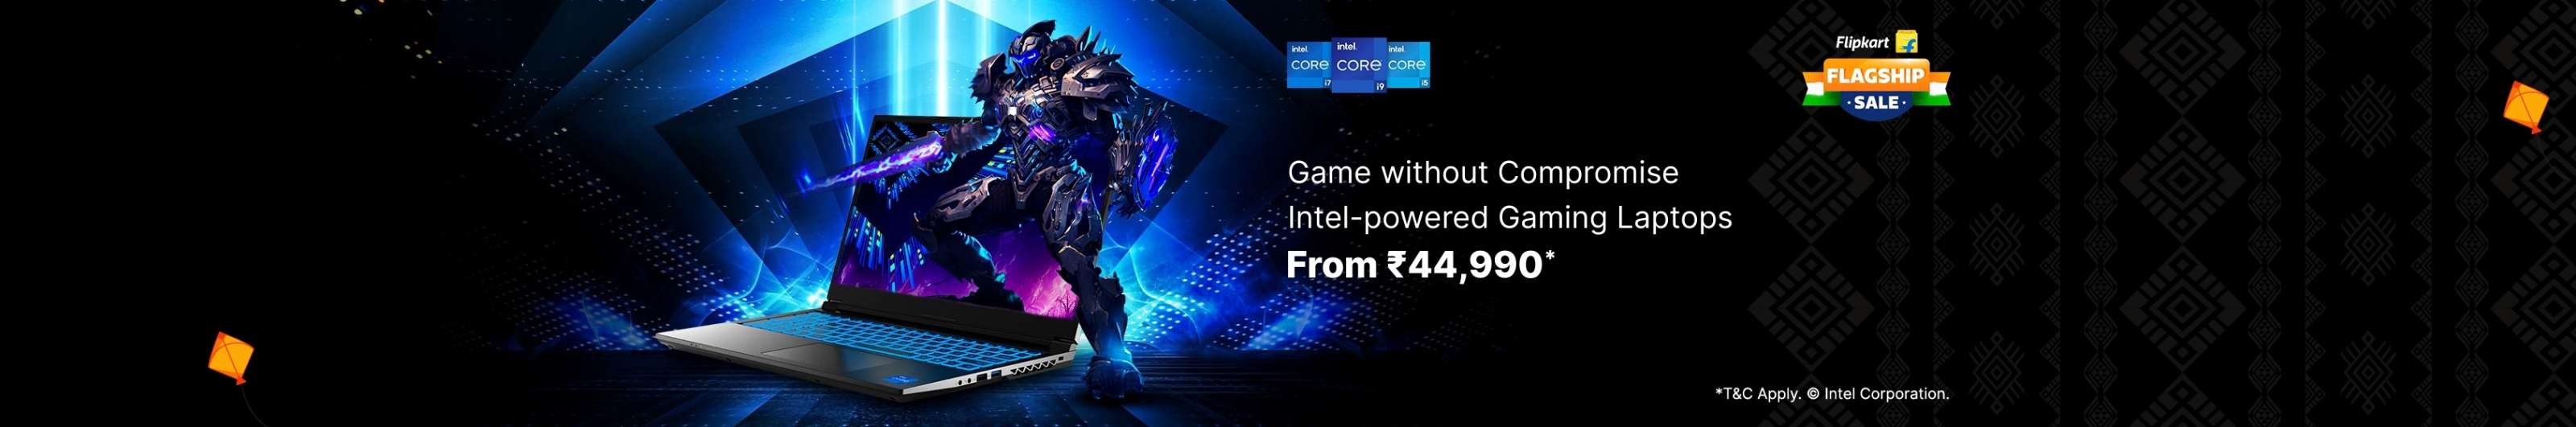 intel. intel. intel.
CORE CORE CORE
i7 i9 i5
Game without Compromise
Intel-powered Gaming Laptops
From ₹44,990*
Flipkart
FLAGSHIP
SALE
*T&C Apply. © Intel Corporation.